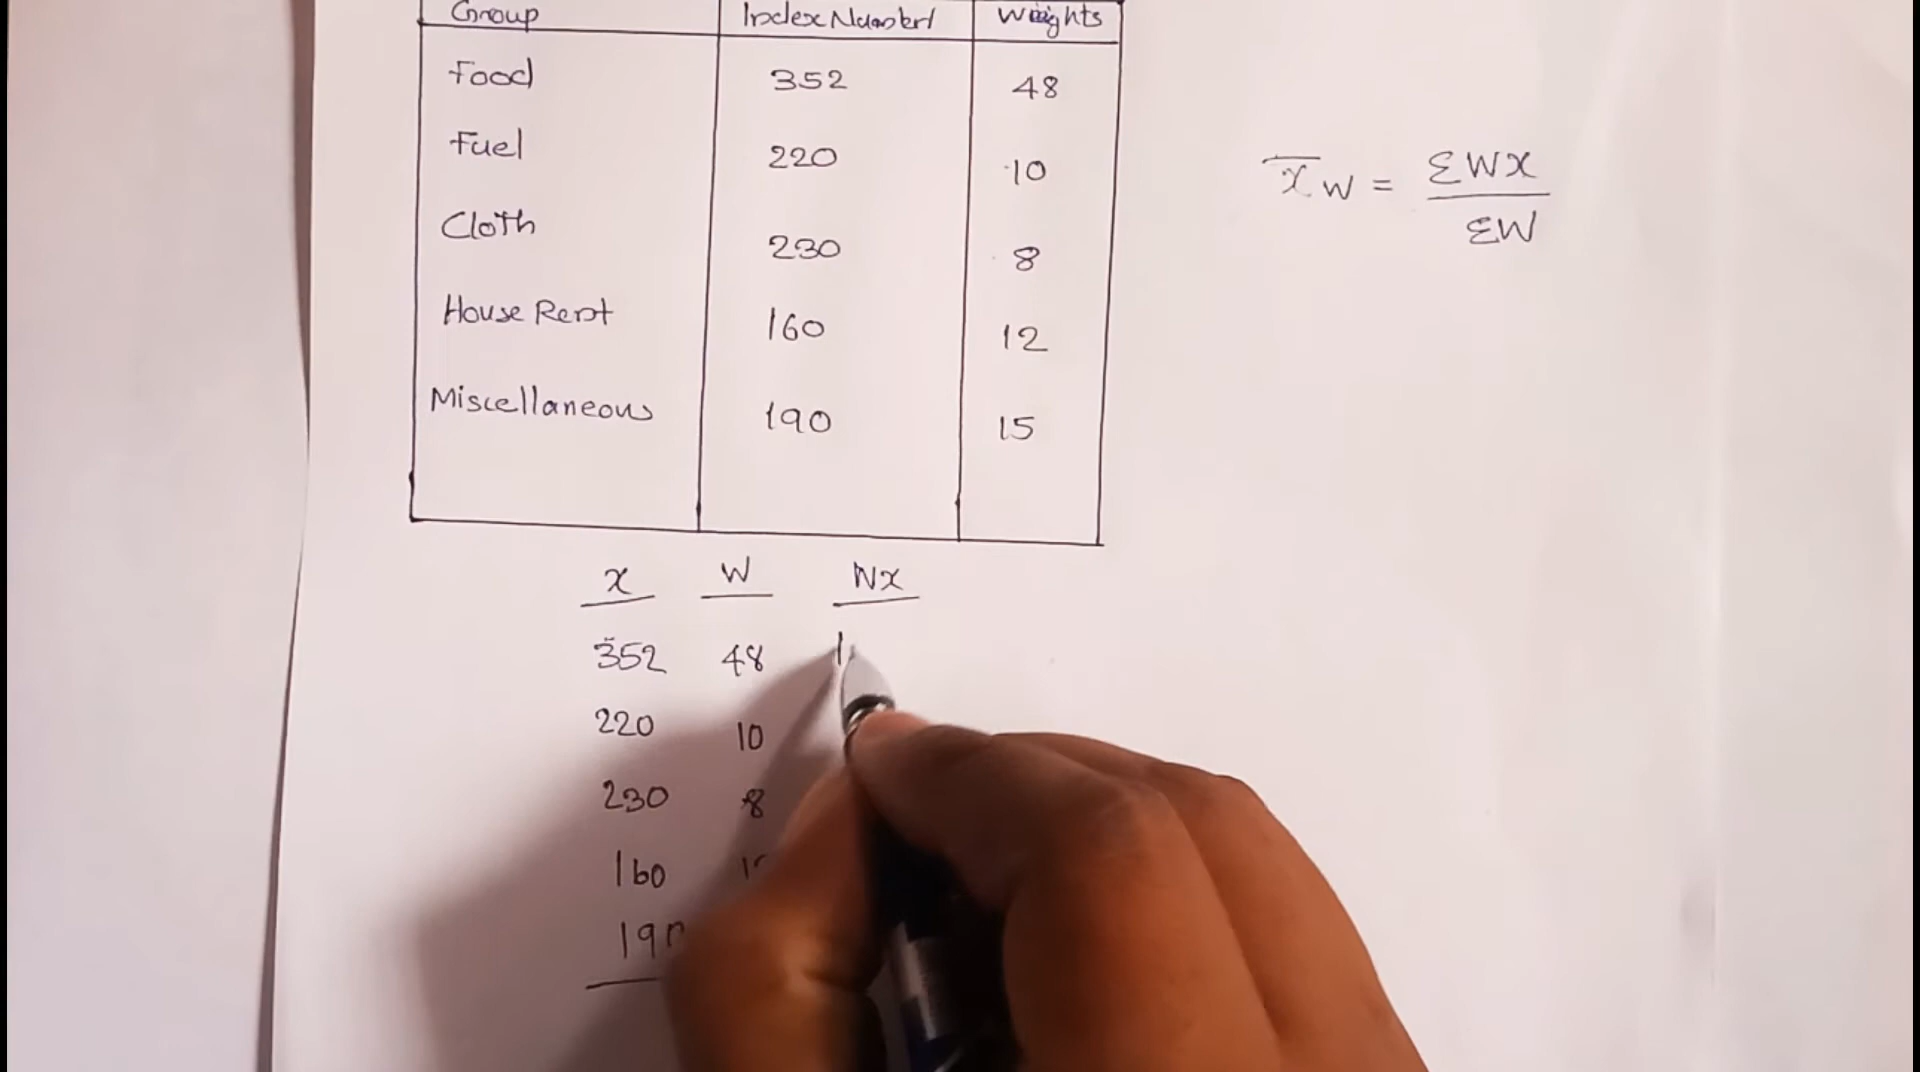 Group Index Number Weights
Food 352 48
Fuel 220 10
Cloth 230 8
House Rent 160 12
Miscellaneous 190 15
x̄w = ΣWX
ΣW
x W Wx
352 48
220 10
230 8
160
190